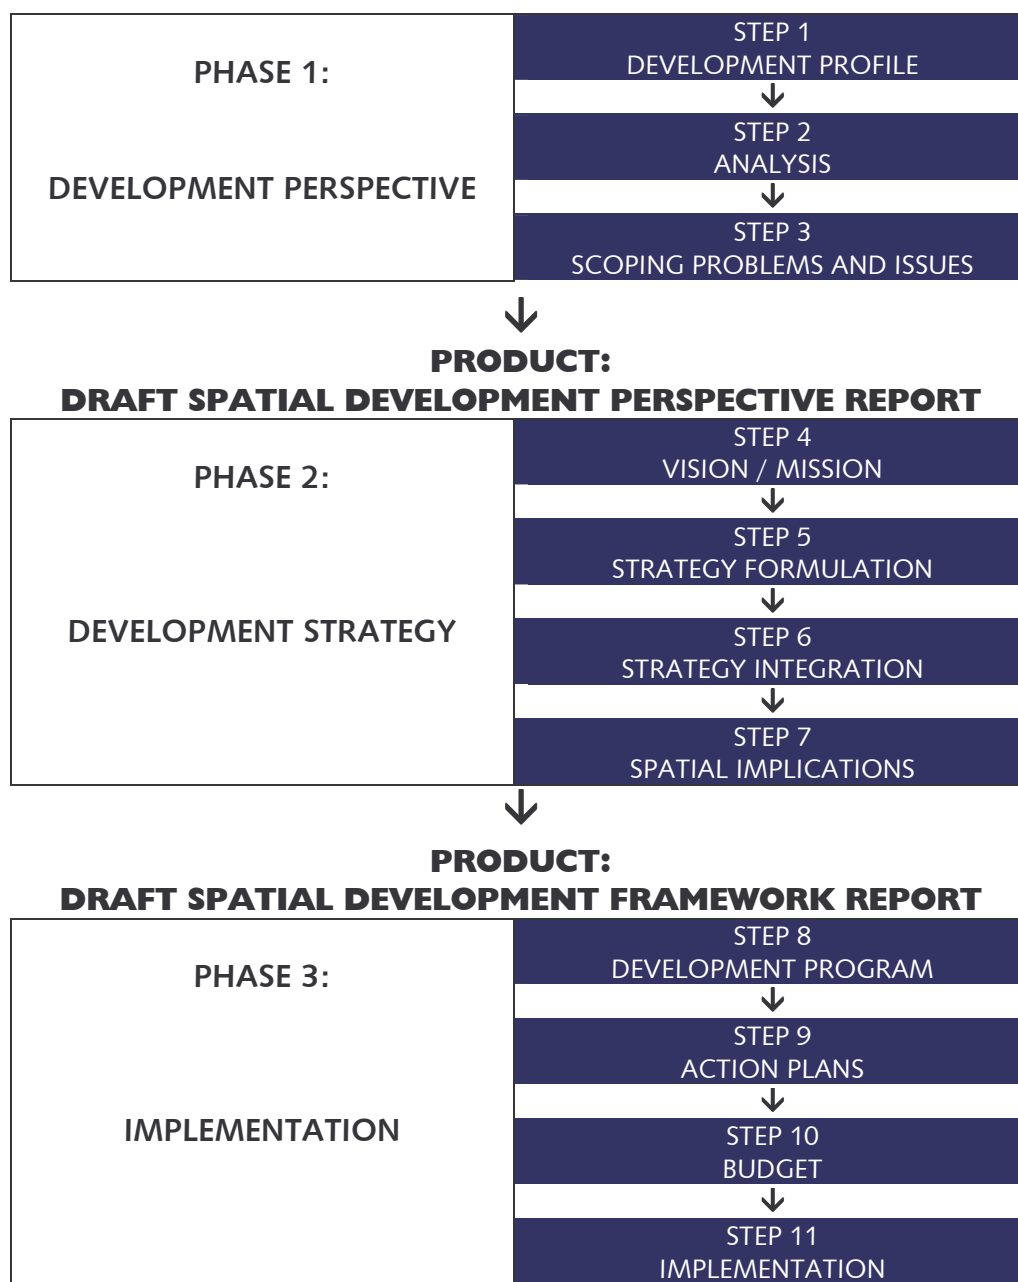 PHASE 1:
DEVELOPMENT PERSPECTIVE
STEP 1
DEVELOPMENT PROFILE
STEP 2
ANALYSIS
STEP 3
SCOPING PROBLEMS AND ISSUES
PRODUCT:
DRAFT SPATIAL DEVELOPMENT PERSPECTIVE REPORT
PHASE 2:
DEVELOPMENT STRATEGY
STEP 4
VISION / MISSION
STEP 5
STRATEGY FORMULATION
STEP 6
STRATEGY INTEGRATION
STEP 7
SPATIAL IMPLICATIONS
PRODUCT:
DRAFT SPATIAL DEVELOPMENT FRAMEWORK REPORT
PHASE 3:
IMPLEMENTATION
STEP 8
DEVELOPMENT PROGRAM
STEP 9
ACTION PLANS
STEP 10
BUDGET
STEP 11
IMPLEMENTATION